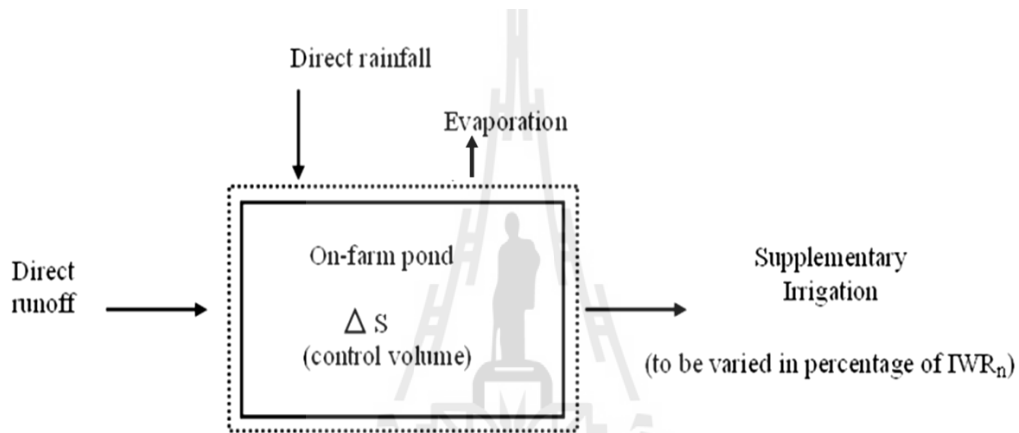 Direct rainfall
Evaporation
On-farm pond
Direct
runoff
Δ S
(control volume)
Supplementary
Irrigation
(to be varied in percentage of IWRn)